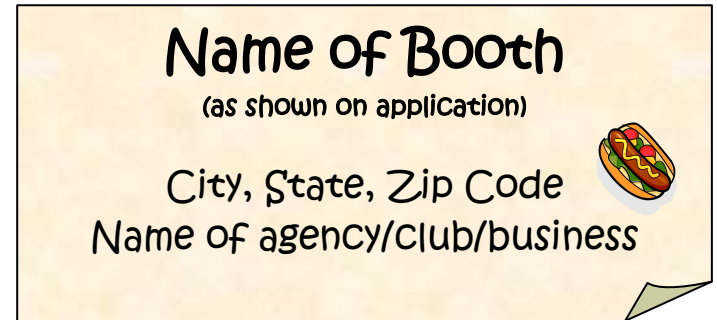 Name of Booth
(as shown on application)
City, State, Zip Code
Name of agency/club/business